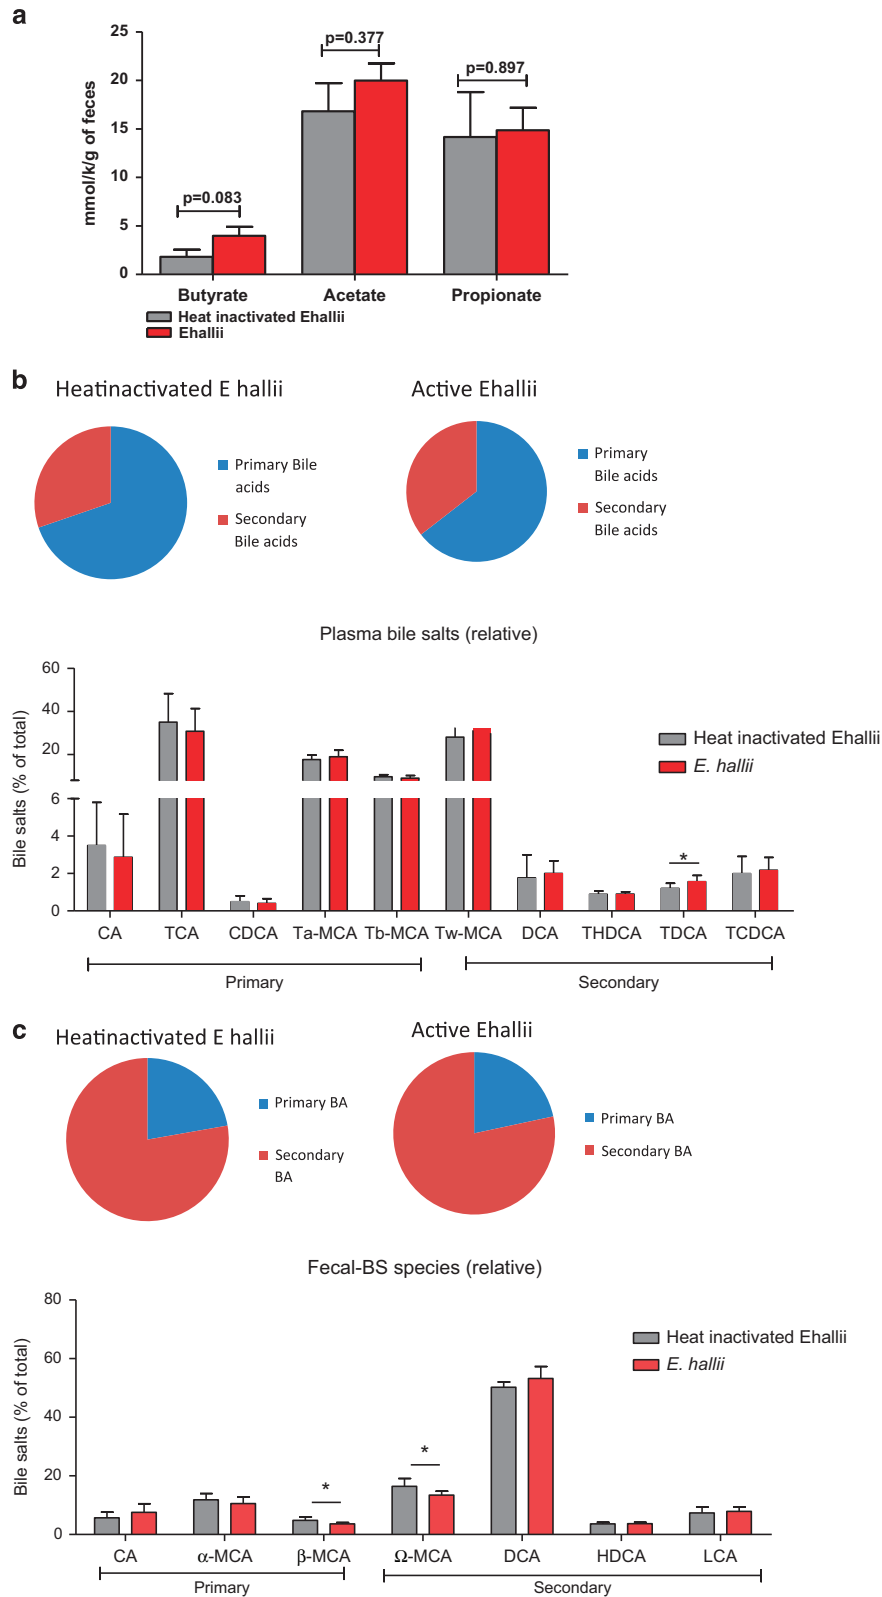 a
25
20
15
10
5
0
mmol/k/g of feces
p=0.083
p=0.377
p=0.897
Butyrate
Acetate
Propionate
Heat inactivated Ehallii
Ehallii
b
Heatinactivated E hallii
Primary Bile
acids
Secondary
Bile acids
Active Ehallii
Primary
Bile acids
Secondary
Bile acids
Plasma bile salts (relative)
Bile salts (% of total)
60
40
20
6
4
2
0
Heat inactivated Ehallii
E. hallii
*
CA
TCA
CDCA
Ta-MCA
Tb-MCA
Tw-MCA
DCA
THDCA
TDCA
TCDCA
Primary
Secondary
c
Heatinactivated E hallii
Primary BA
Secondary
BA
Active Ehallii
Primary BA
Secondary BA
Fecal-BS species (relative)
Bile salts (% of total)
80
60
40
20
0
Heat inactivated Ehallii
E. hallii
*
*
CA
α-MCA
β-MCA
Ω-MCA
DCA
HDCA
LCA
Primary
Secondary